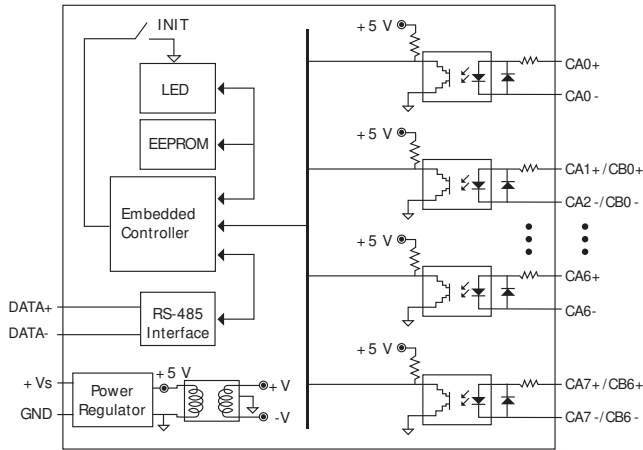 INIT
LED
EEPROM
Embedded
Controller
DATA+
DATA-
RS-485
Interface
+Vs
GND
Power
Regulator
+5 V
+V
-V
+5 V
CA0+
CA0-
+5 V
CA1+/CB0+
CA2-/CB0-
+5 V
CA6+
CA6-
+5 V
CA7+/CB6+
CA7-/CB6-